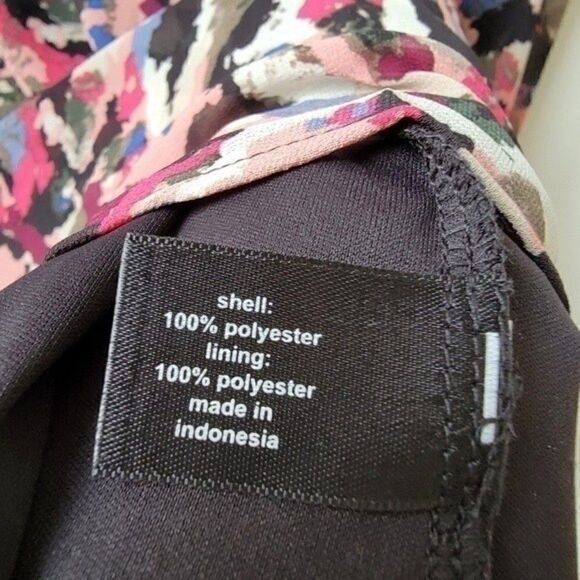 shell:
100% polyester
lining:
100% polyester
made in
indonesia